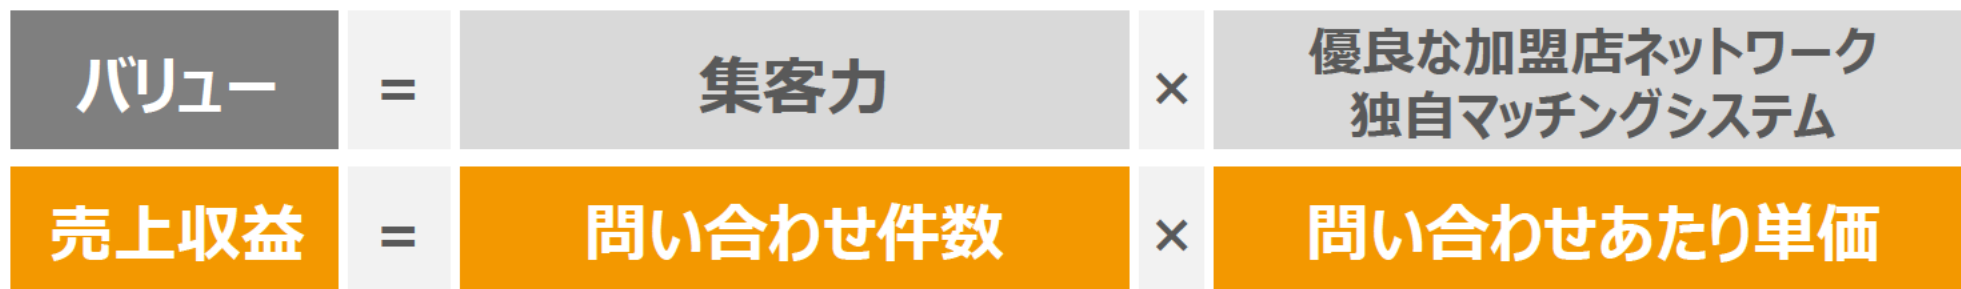 バリュー = 集客力 × 優良な加盟店ネットワーク
独自マッチングシステム
売上収益 = 問い合わせ件数 × 問い合わせあたり単価